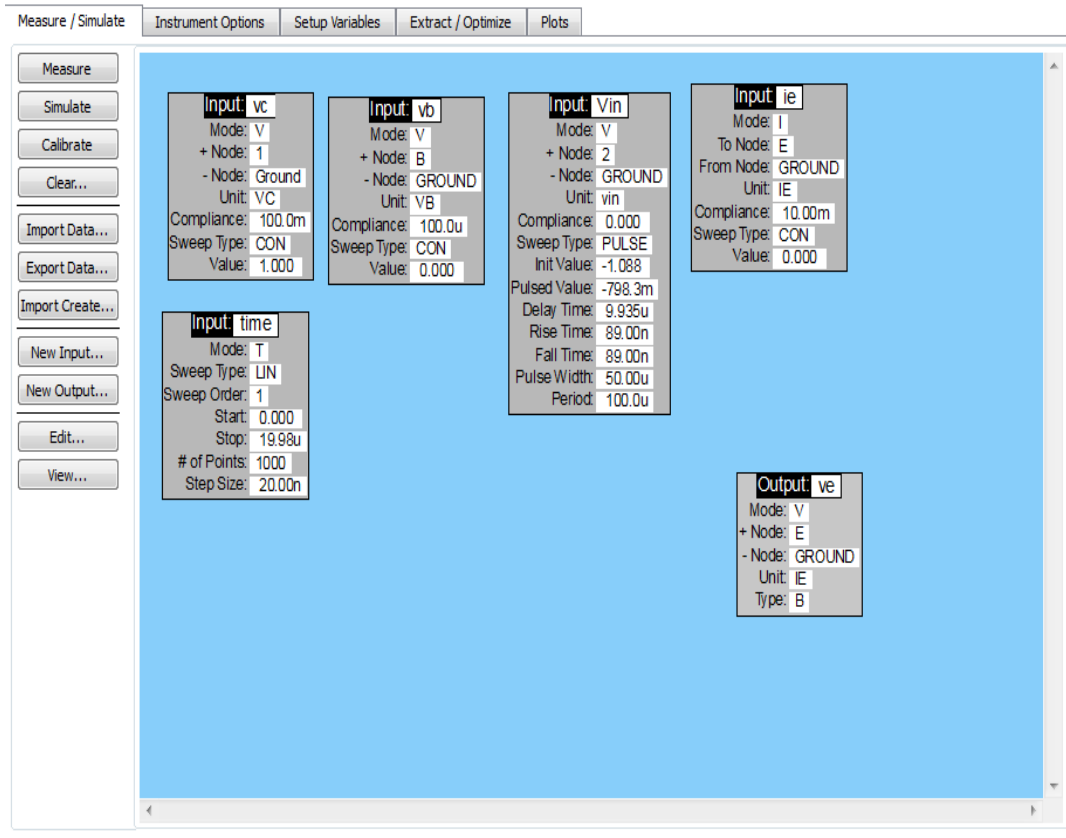 Measure / Simulate
Instrument Options
Setup Variables
Extract / Optimize
Plots
Measure
Simulate
Calibrate
Clear...
Import Data...
Export Data...
Import Create...
New Input...
New Output...
Edit...
View...
Input: vc
Mode: V
+ Node: 1
- Node: Ground
Unit: VC
Compliance: 100.0m
Sweep Type: CON
Value: 1.000
Input: vb
Mode: V
+ Node: B
- Node: GROUND
Unit: VB
Compliance: 100.0u
Sweep Type: CON
Value: 0.000
Input: Vin
Mode: V
+ Node: 2
- Node: GROUND
Unit: vin
Compliance: 0.000
Sweep Type: PULSE
Init Value: -1.088
Pulsed Value: -798.3m
Delay Time: 9.935u
Rise Time: 89.00n
Fall Time: 89.00n
Pulse Width: 50.00u
Period: 100.0u
Input: ie
Mode: I
To Node: E
From Node: GROUND
Unit: IE
Compliance: 10.00m
Sweep Type: CON
Value: 0.000
Input: time
Mode: T
Sweep Type: LIN
Sweep Order: 1
Start: 0.000
Stop: 19.98u
# of Points: 1000
Step Size: 20.00n
Output: ve
Mode: V
+ Node: E
- Node: GROUND
Unit: IE
Type: B